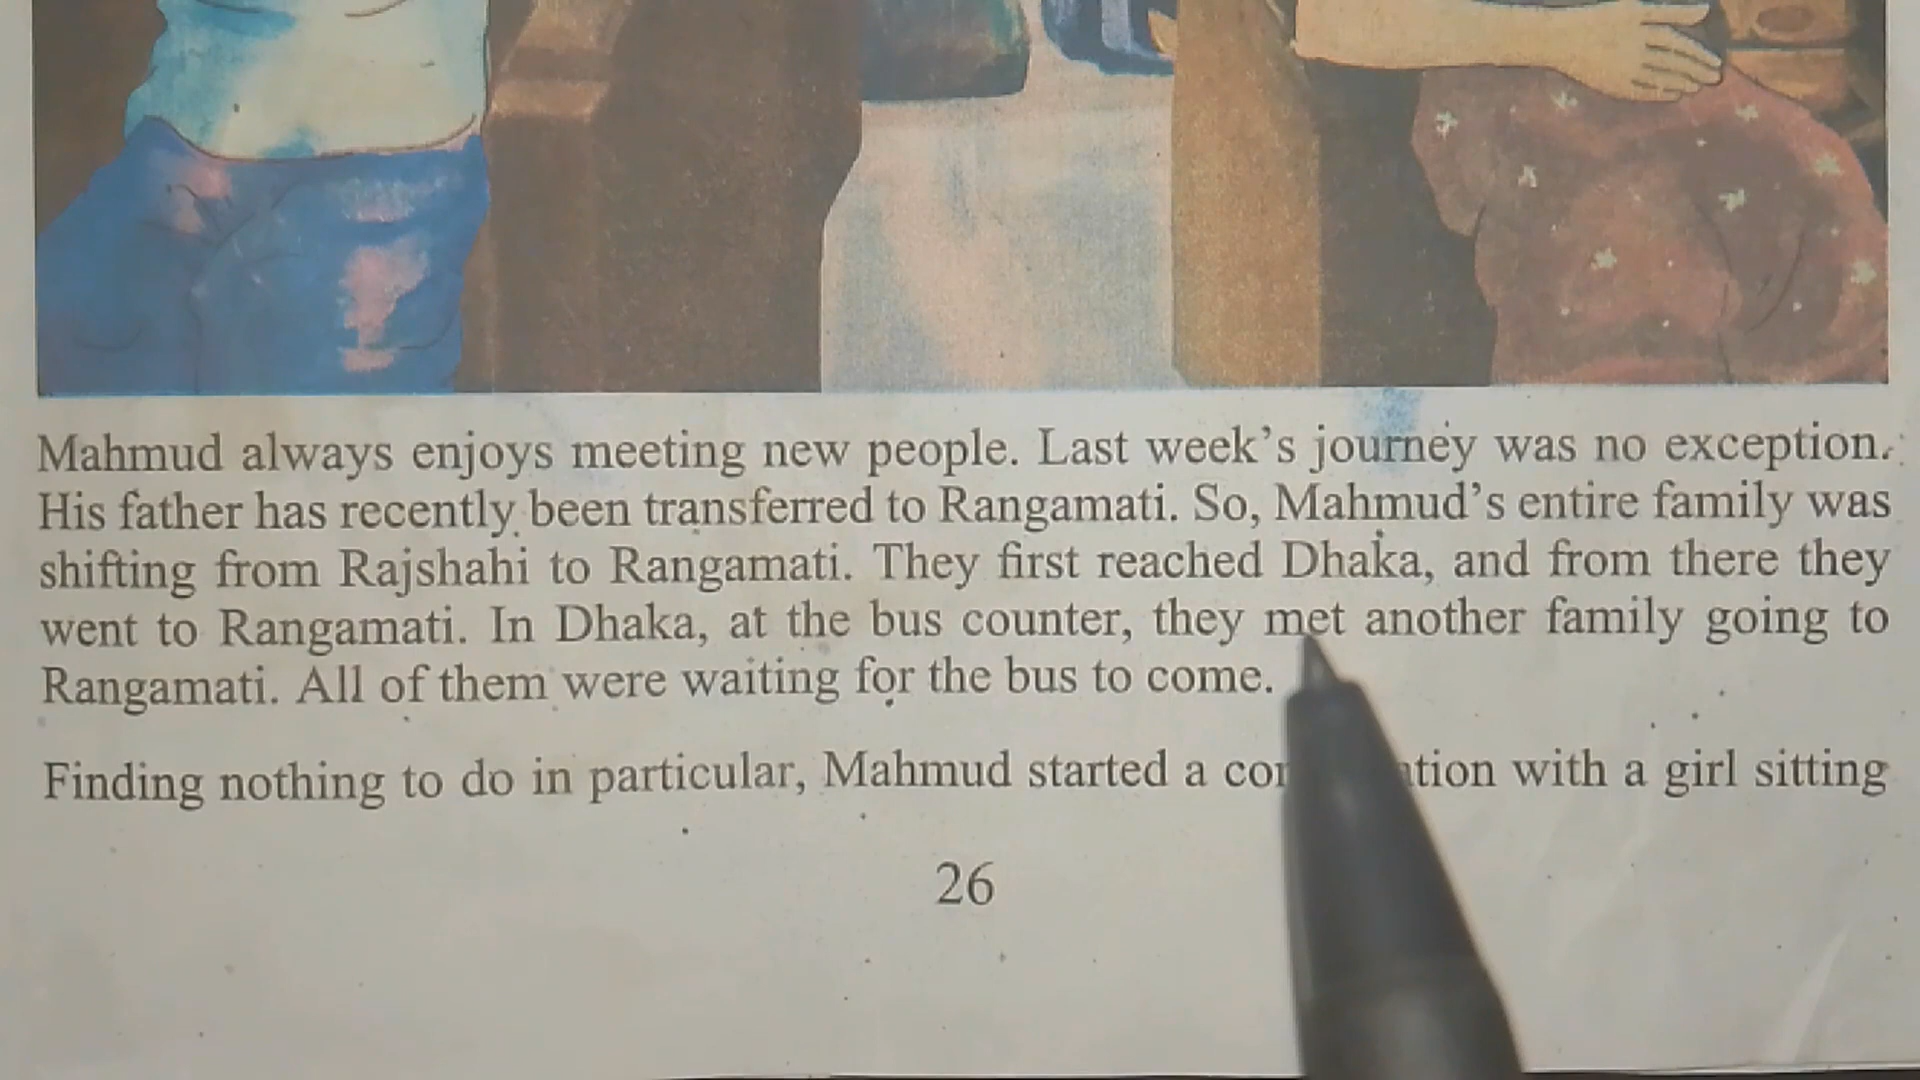 Mahmud always enjoys meeting new people. Last week's journey was no exception.
His father has recently been transferred to Rangamati. So, Mahmud's entire family was
shifting from Rajshahi to Rangamati. They first reached Dhaka, and from there they
went to Rangamati. In Dhaka, at the bus counter, they met another family going to
Rangamati. All of them were waiting for the bus to come.
Finding nothing to do in particular, Mahmud started a with a girl sitting
26